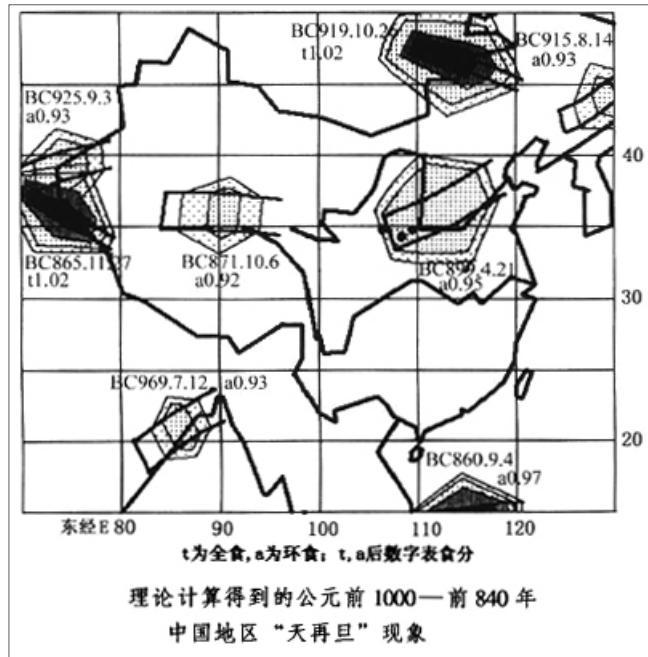 BC919.10.2
t1.02
BC915.8.14
a0.93
BC925.9.3
a0.93
40
BC865.11.27
t1.02
BC871.10.6
a0.92
BC899.4.21
a0.95
30
BC969.7.12 a0.93
20
BC860.9.4
a0.97
东经E 80 90 100 110 120
t为全食,a为环食; t,a后数字表食分
理论计算得到的公元前 1000—前 840 年
中国地区“天再旦”现象